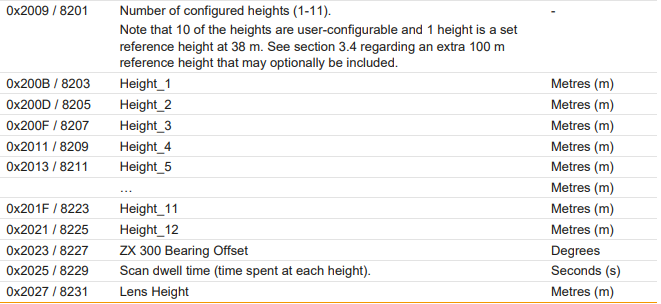 0x2009 / 8201 Number of configured heights (1-11). -
Note that 10 of the heights are user-configurable and 1 height is a set
reference height at 38 m. See section 3.4 regarding an extra 100 m
reference height that may optionally be included.
0x200B / 8203 Height_1 Metres (m)
0x200D / 8205 Height_2 Metres (m)
0x200F / 8207 Height_3 Metres (m)
0x2011 / 8209 Height_4 Metres (m)
0x2013 / 8211 Height_5 Metres (m)
… Metres (m)
0x201F / 8223 Height_11 Metres (m)
0x2021 / 8225 Height_12 Metres (m)
0x2023 / 8227 ZX 300 Bearing Offset Degrees
0x2025 / 8229 Scan dwell time (time spent at each height). Seconds (s)
0x2027 / 8231 Lens Height Metres (m)